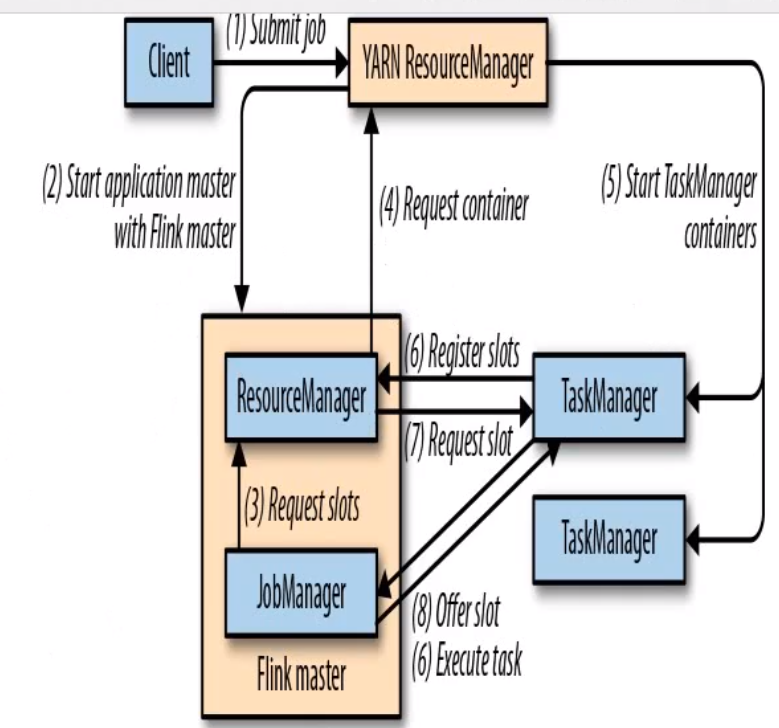 (1) Submit job
Client
YARN ResourceManager
(2) Start application master
with Flink master
(4) Request container
(5) Start TaskManager
containers
(6) Register slots
ResourceManager
TaskManager
(7) Request slot
(3) Request slots
TaskManager
JobManager
(8) Offer slot
(6) Execute task
Flink master